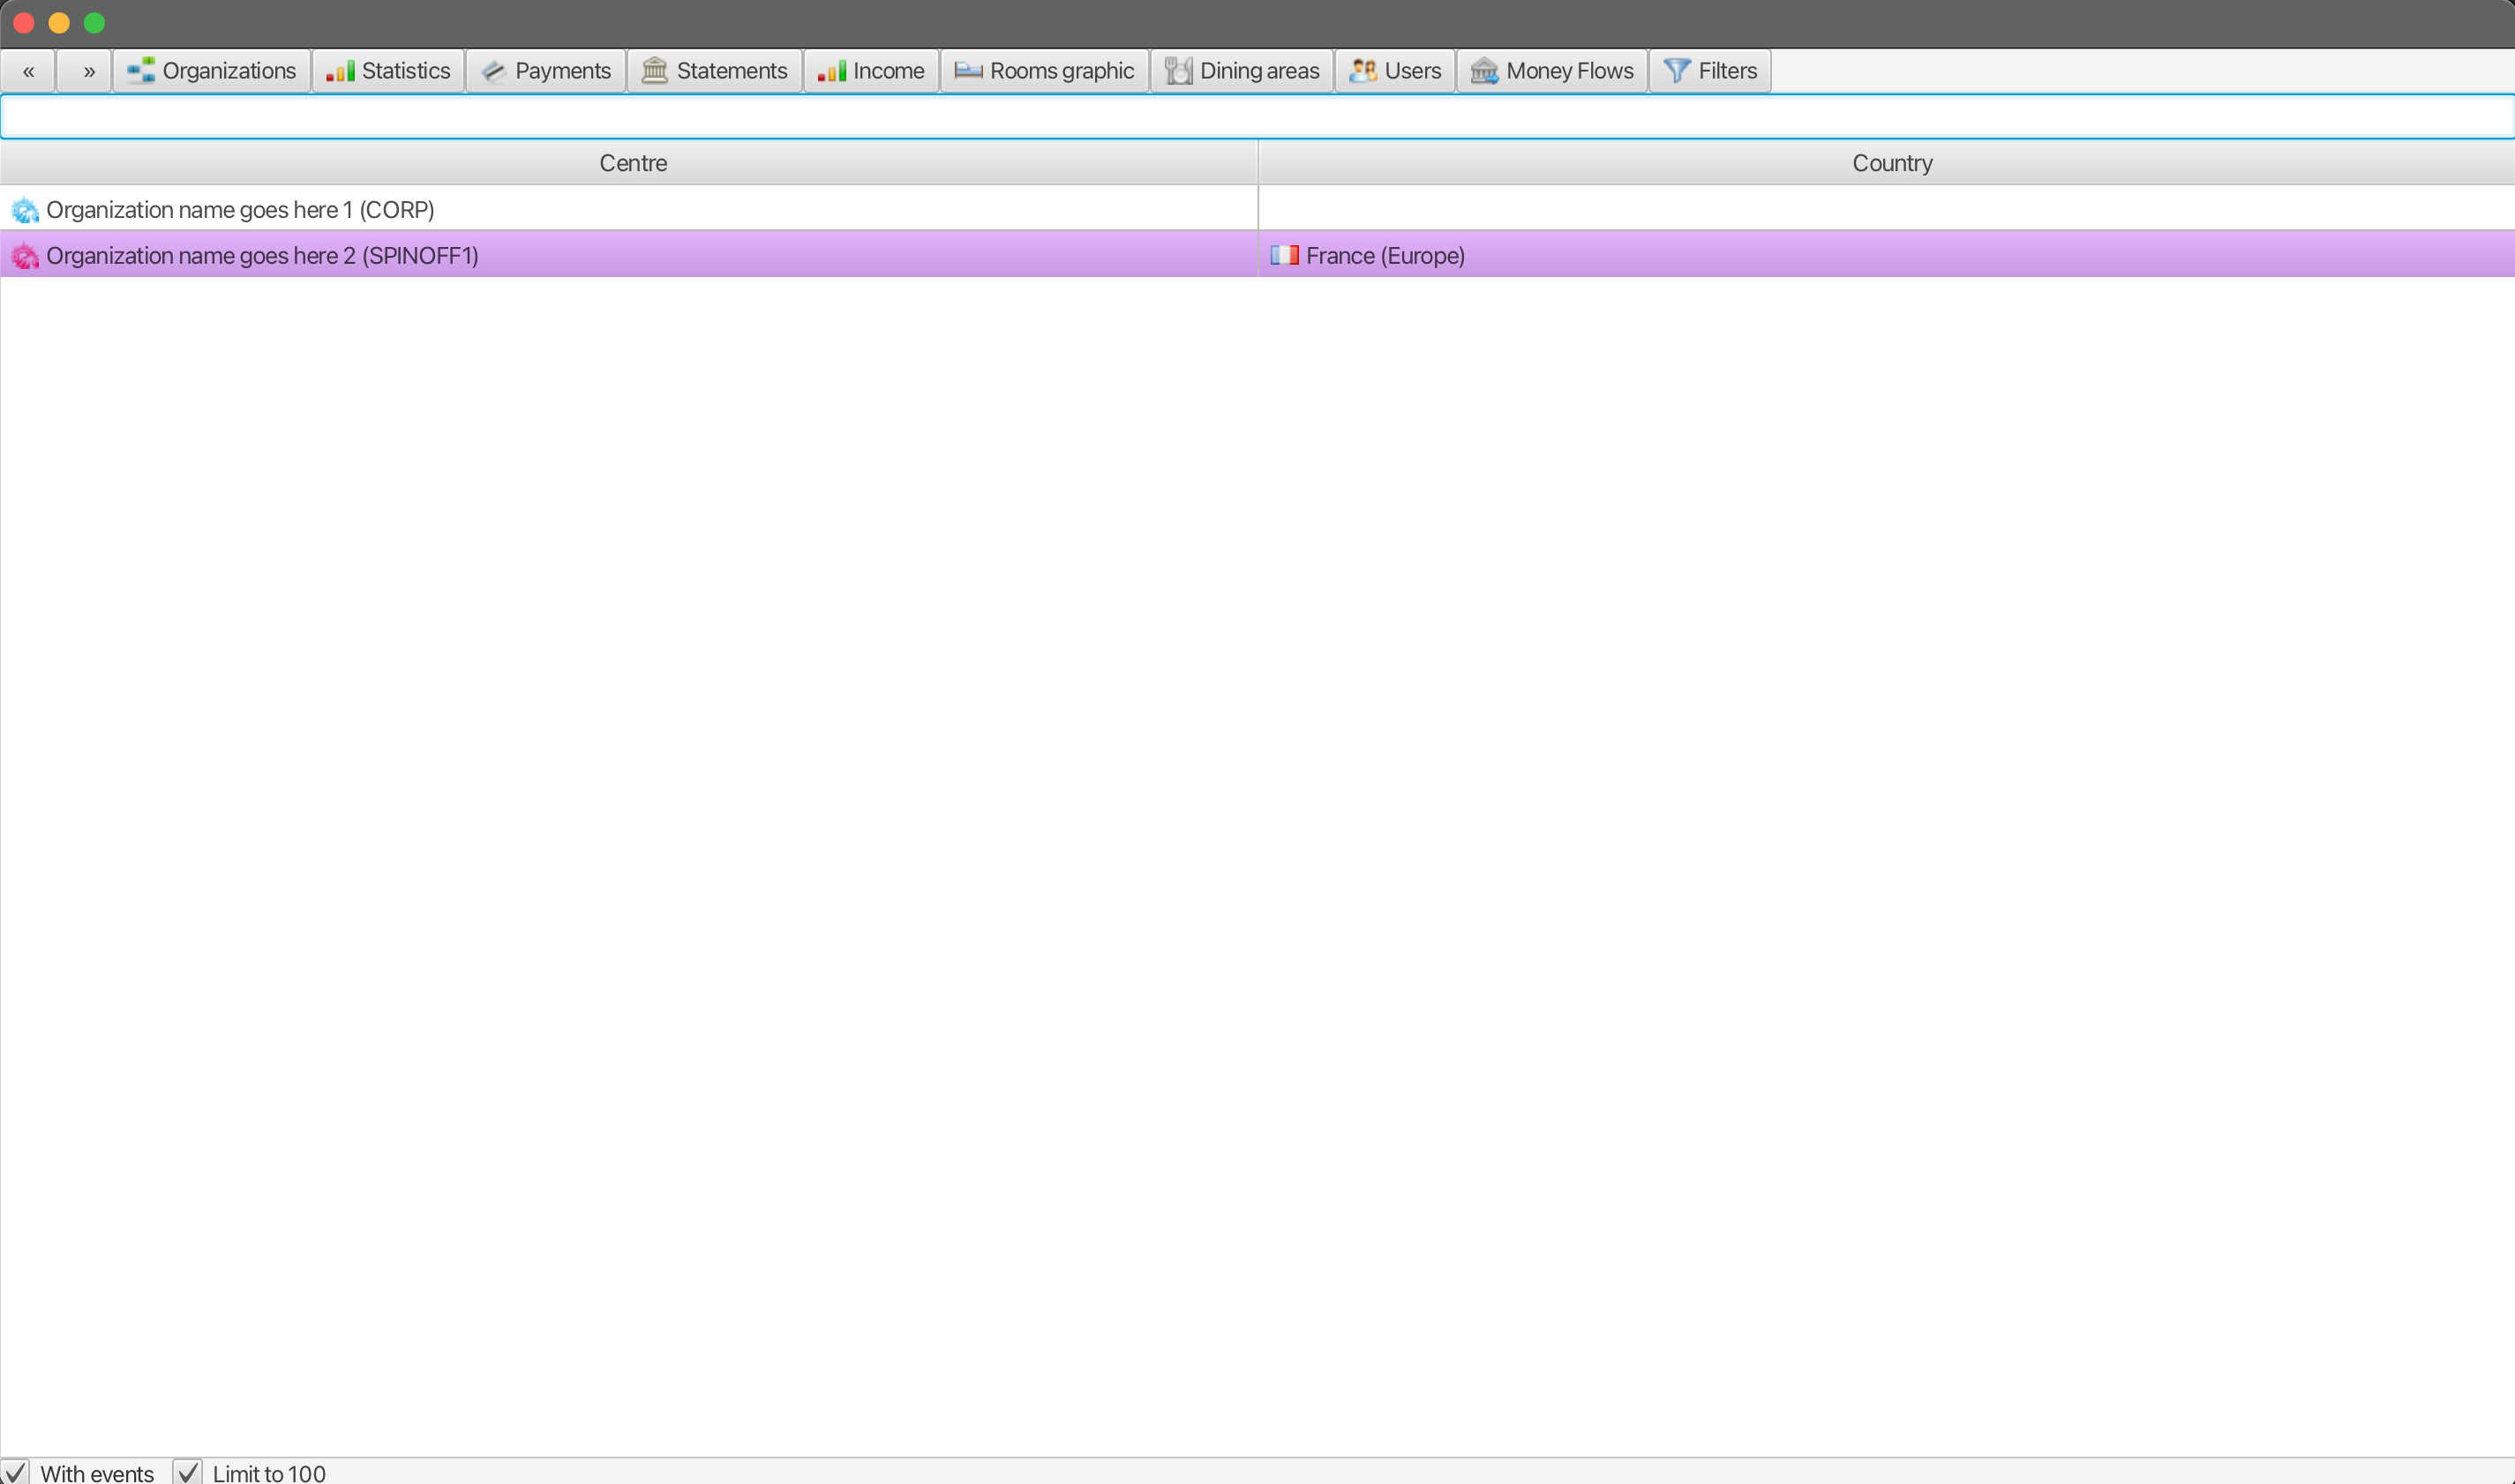 « » Organizations Statistics Payments Statements Income Rooms graphic Dining areas Users Money Flows Filters
Centre Country
Organization name goes here 1 (CORP)
Organization name goes here 2 (SPINOFF1) France (Europe)
With events Limit to 100